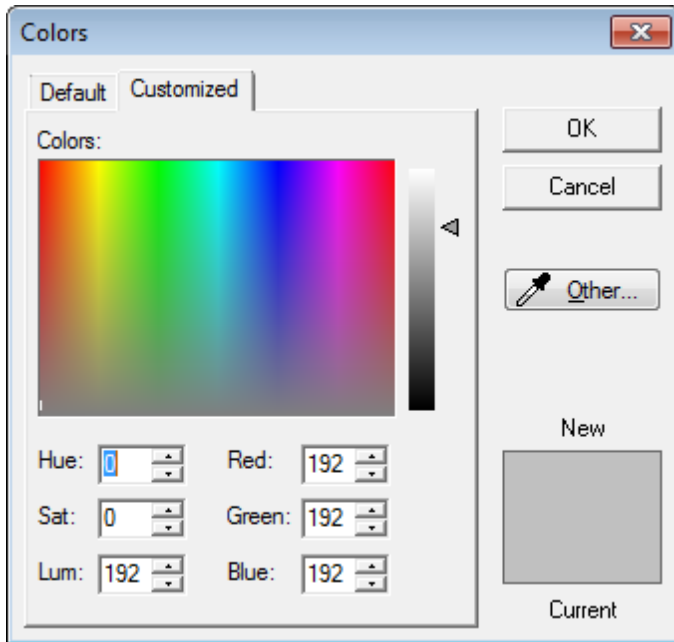 Colors
Default Customized
Colors:
OK
Cancel
Other...
Hue: 0 Red: 192
Sat: 0 Green: 192
Lum: 192 Blue: 192
New
Current